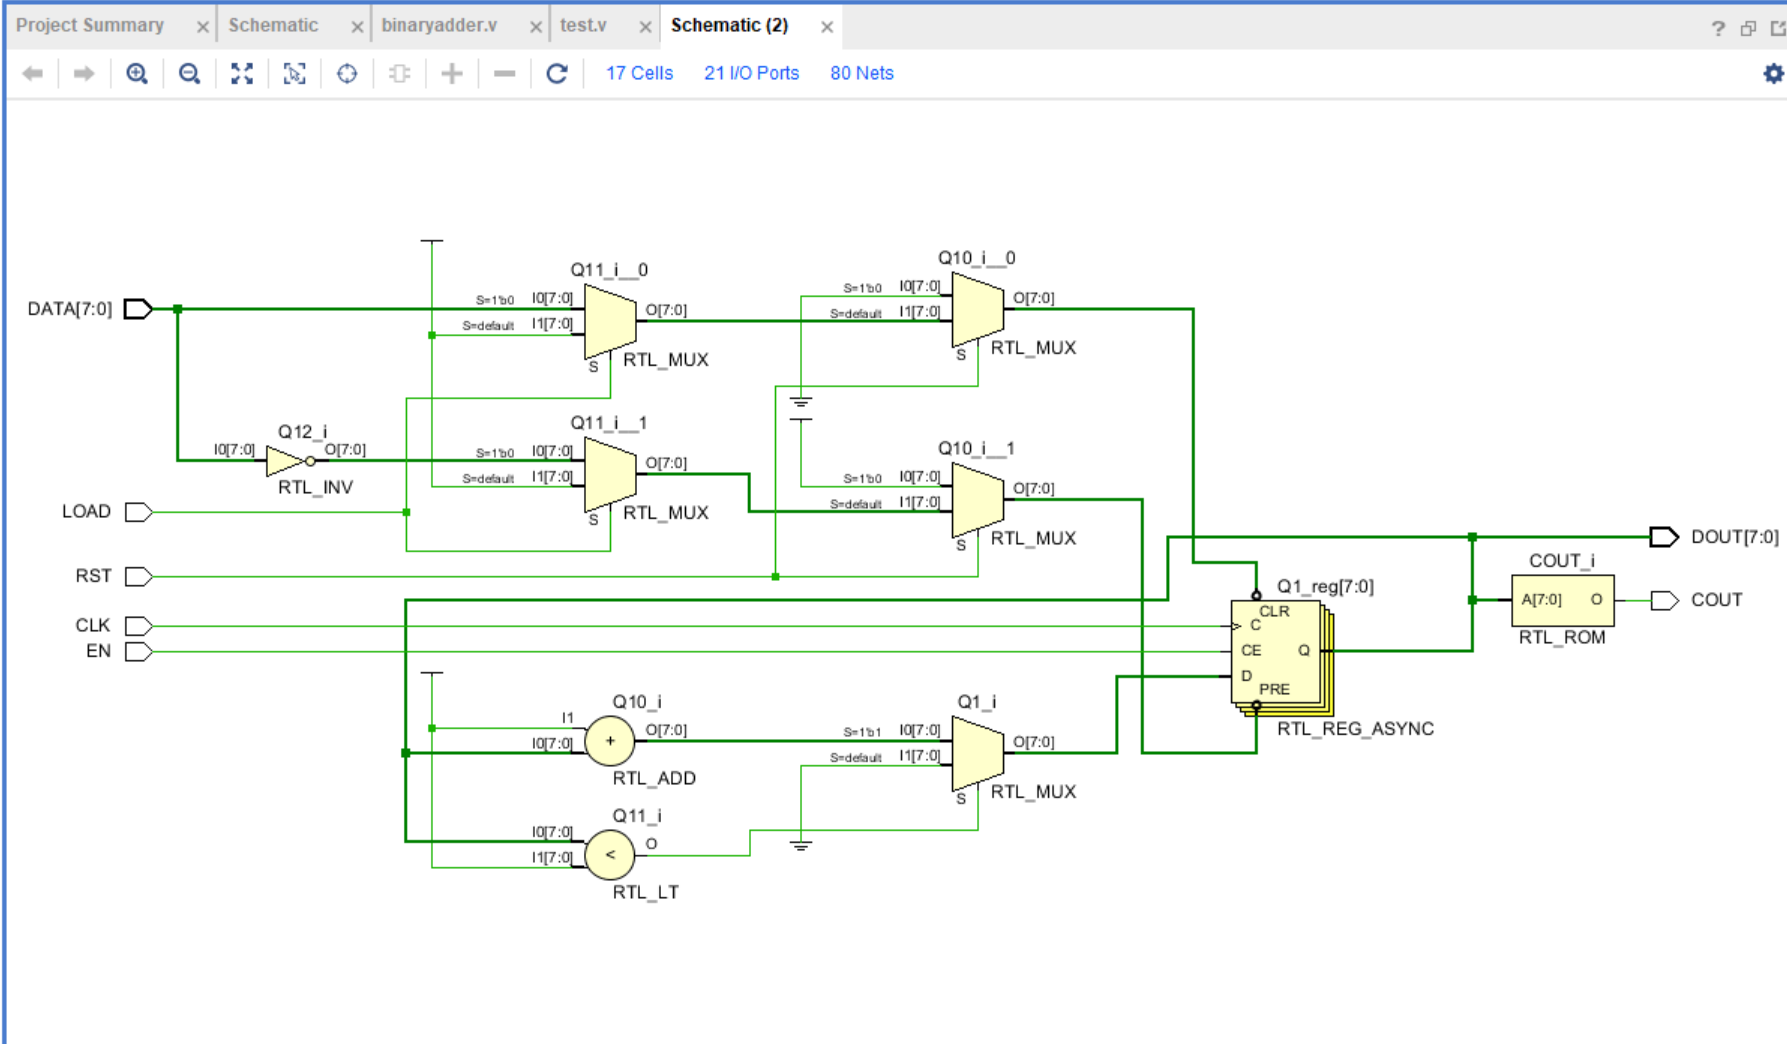 Project Summary × Schematic × binaryadder.v × test.v × Schematic (2) ×
17 Cells 21 I/O Ports 80 Nets
Q10_i__0
Q11_i__0
S=1'b0 I0[7:0]
O[7:0]
S=default I1[7:0]
S
RTL_MUX
DATA[7:0]
S=1'b0 I0[7:0]
O[7:0]
S=default I1[7:0]
S
RTL_MUX
Q11_i__1
Q12_i
I0[7:0] O[7:0]
RTL_INV
S=1'b0 I0[7:0]
O[7:0]
S=default I1[7:0]
S
RTL_MUX
Q10_i__1
S=1'b0 I0[7:0]
O[7:0]
S=default I1[7:0]
S
RTL_MUX
LOAD
RST
CLK
EN
DOUT[7:0]
COUT_i
A[7:0] O
COUT
RTL_ROM
Q1_reg[7:0]
CLR
C
CE Q
D
PRE
RTL_REG_ASYNC
Q10_i
I1
O[7:0]
I0[7:0]
+
RTL_ADD
Q1_i
S=1'b1 I0[7:0]
O[7:0]
S=default I1[7:0]
S
RTL_MUX
Q11_i
I0[7:0]
O
<
I1[7:0]
RTL_LT